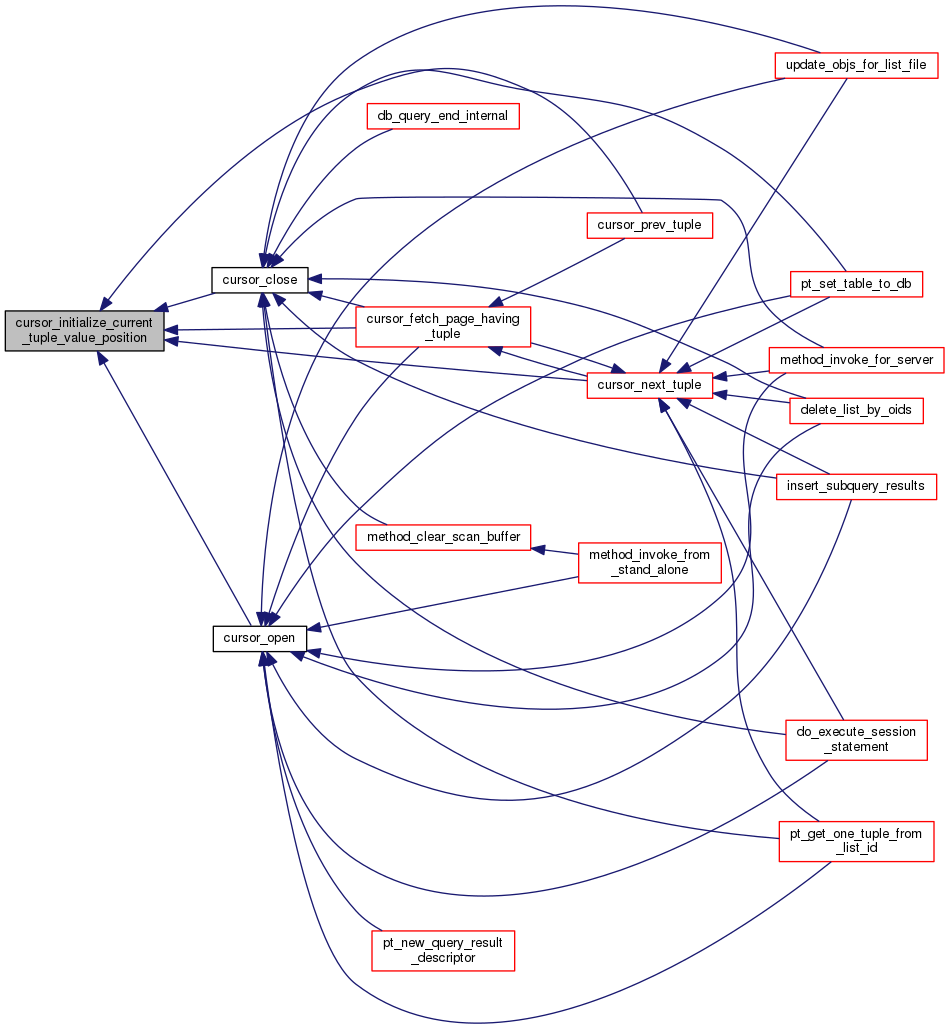 update_objs_for_list_file
db_query_end_internal
cursor_prev_tuple
cursor_close
pt_set_table_to_db
cursor_initialize_current
_tuple_value_position
cursor_fetch_page_having
_tuple
method_invoke_for_server
cursor_next_tuple
delete_list_by_oids
insert_subquery_results
method_clear_scan_buffer
method_invoke_from
_stand_alone
cursor_open
do_execute_session
_statement
pt_get_one_tuple_from
_list_id
pt_new_query_result
_descriptor